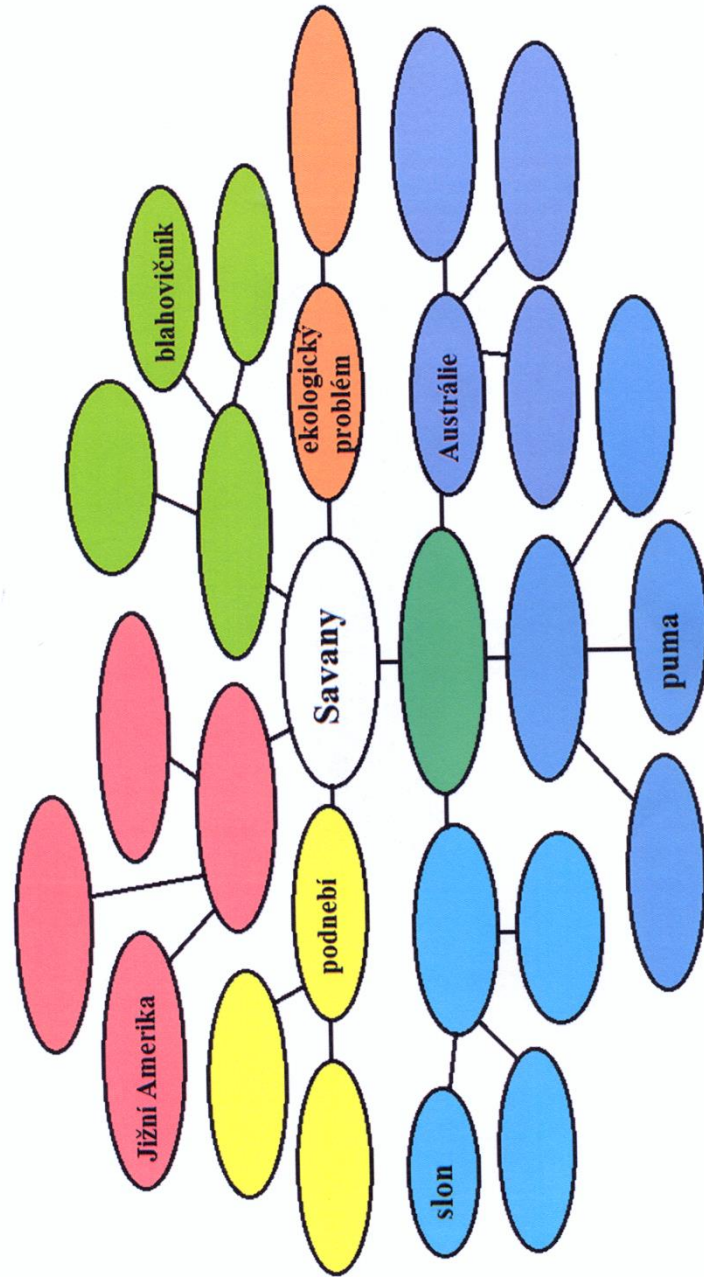 Jižní Amerika
blahovičník
podnebí
Savany
ekologický
problém
slon
Austrálie
puma